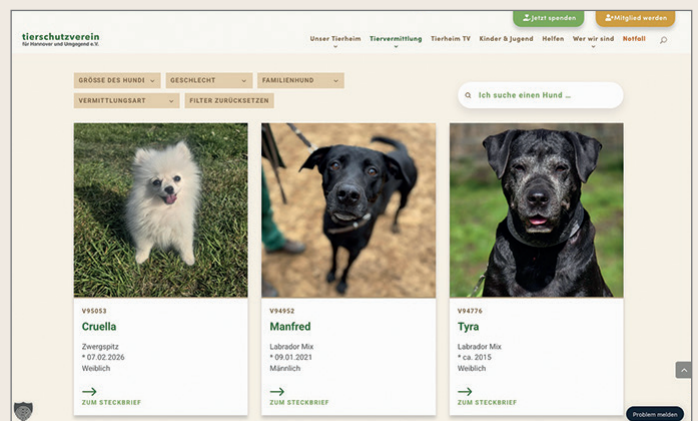 Jetzt spenden
Mitglied werden
tierschutzverein
für Hannover und Umgegend e.V.
Unser Tierheim
Tiervermittlung
Tierheim TV
Kinder & Jugend
Helfen
Wer wir sind
Notfall
GRÖSSE DES HUNDE
GESCHLECHT
FAMILIENHUND
VERMITTLUNGSART
FILTER ZURÜCKSETZEN
Ich suche einen Hund ...
V95053
Cruella
Zwergspitz
* 07.02.2026
Weiblich
ZUM STECKBRIEF
V94952
Manfred
Labrador Mix
* 09.01.2021
Männlich
ZUM STECKBRIEF
V94776
Tyra
Labrador Mix
* ca. 2015
Weiblich
ZUM STECKBRIEF
Problem melden